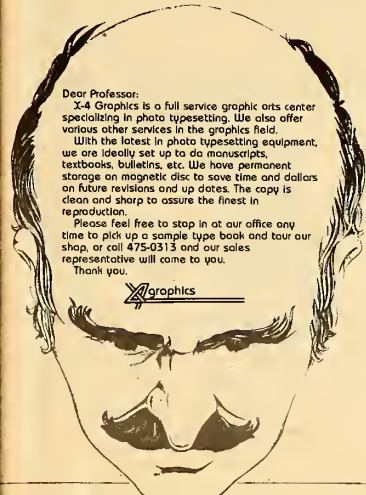 Dear Professor:
X-4 Graphics is a full service graphic arts center
specializing in photo typesetting. We also offer
various other services in the graphics field.
With the latest in photo typesetting equipment,
we are ideally set up to do manuscripts,
textbooks, bulletins, etc. We have permanent
storage on magnetic disc to save time and dollars
on future revisions and up dates. The copy is
clean and sharp to assure the finest in
reproduction.
Please feel free to stop in at our office any
time to pick up a sample type book and tour our
shop, or call 475-0313 and our sales
representative will come to you.
Thank you.
X4 graphics